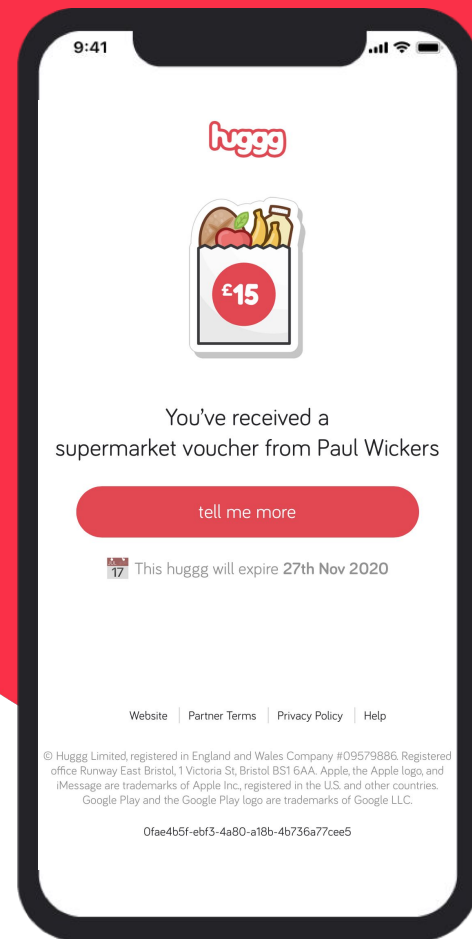 9:41
huggg
£15
You've received a
supermarket voucher from Paul Wickers
tell me more
17 This huggg will expire 27th Nov 2020
Website Partner Terms Privacy Policy Help
© Huggg Limited, registered in England and Wales Company #09579886. Registered
office Runway East Bristol, 1 Victoria St, Bristol BS1 6AA. Apple, the Apple logo, and
iMessage are trademarks of Apple Inc., registered in the U.S. and other countries.
Google Play and the Google Play logo are trademarks of Google LLC.
0fae4b5f-ebf3-4a80-a18b-4b736a77cee5